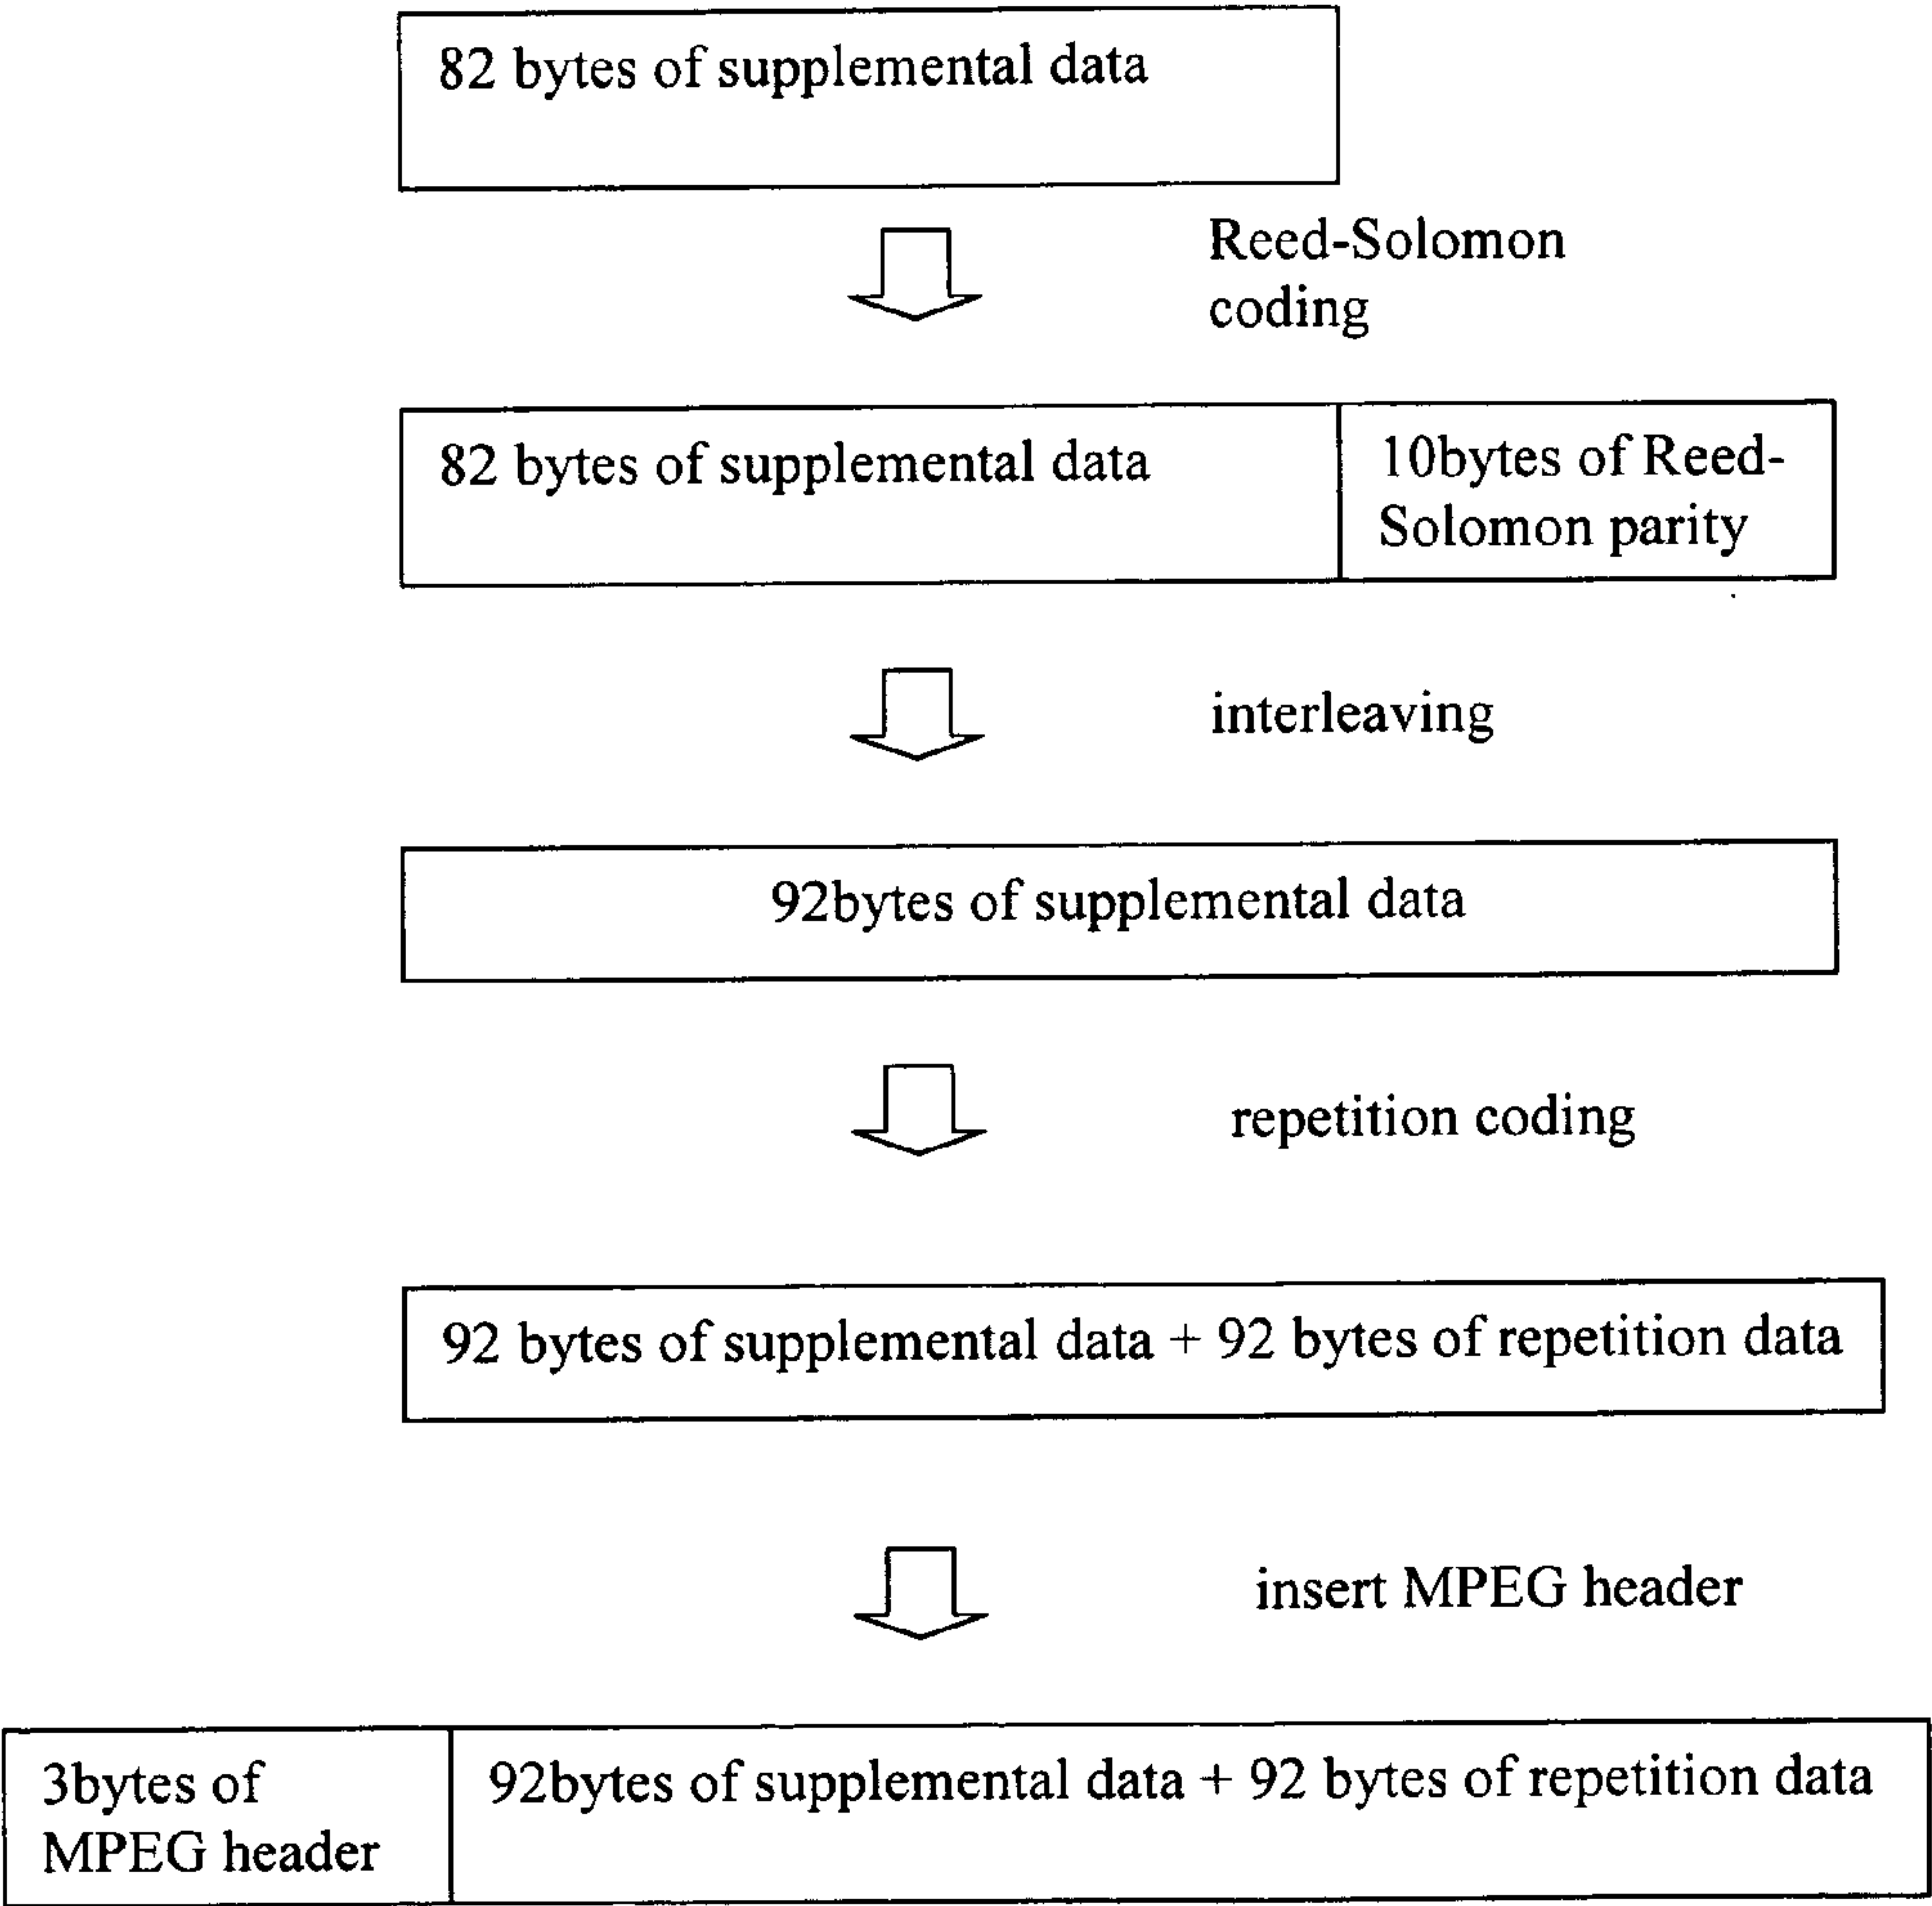 82 bytes of supplemental data
Reed-Solomon
coding
82 bytes of supplemental data
10bytes of Reed-
Solomon parity
interleaving
92bytes of supplemental data
repetition coding
92 bytes of supplemental data + 92 bytes of repetition data
insert MPEG header
3bytes of
MPEG header
92bytes of supplemental data + 92 bytes of repetition data